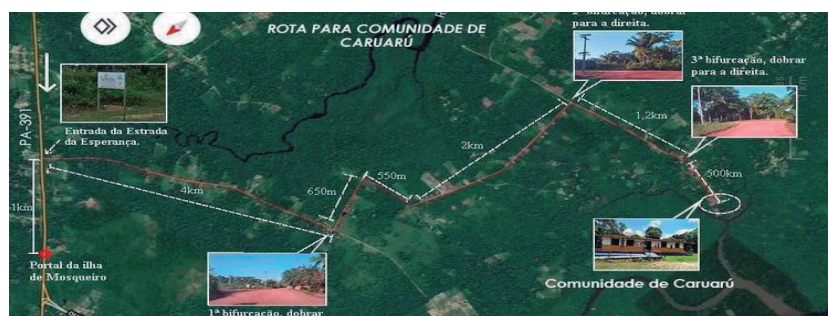 ROTA PARA COMUNIDADE DE
CARUARÚ
PA-391
Entrada da Estrada
da Esperança.
1km
Portal da ilha
de Mosqueiro
4km
1ª bifurcação, dobrar
650m
550m
2km
2ª bifurcação, dobrar
para a direita.
1,2km
3ª bifurcação, dobrar
para a direita.
500km
Comunidade de Caruarú